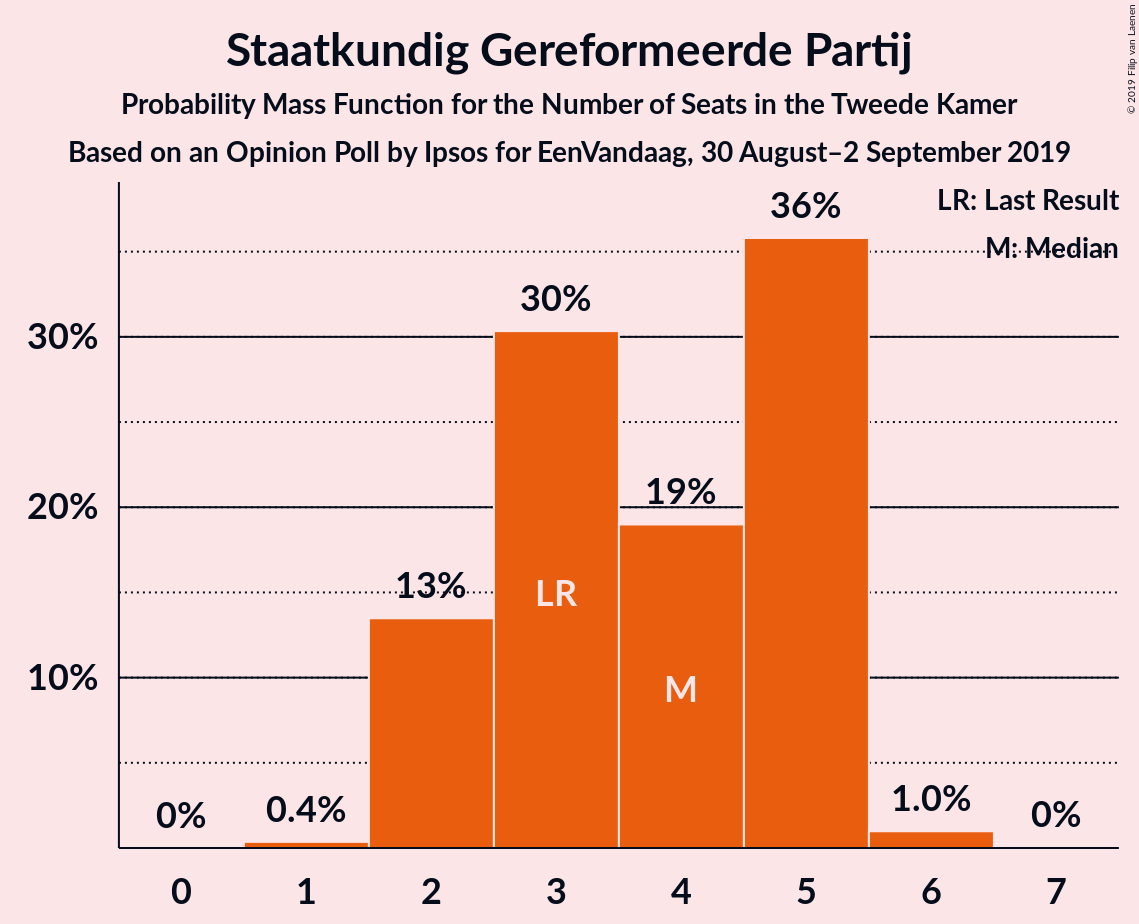 Staatkundig Gereformeerde Partij
Probability Mass Function for the Number of Seats in the Tweede Kamer
Based on an Opinion Poll by Ipsos for EenVandaag, 30 August–2 September 2019
© 2019 Filip van Laenen
LR: Last Result
M: Median
36%
30%
30%
19%
20%
13%
LR
10%
M
0%
0.4%
1.0%
0%
0 1 2 3 4 5 6 7